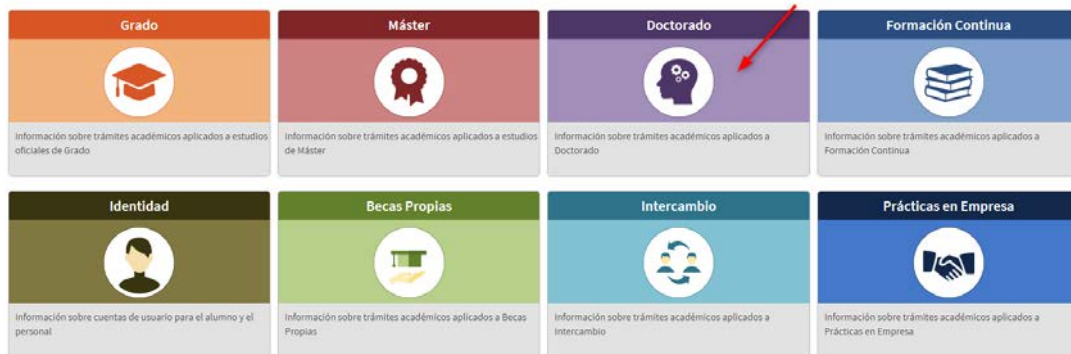 Grado
Información sobre trámites académicos aplicados a estudios
oficiales de Grado
Máster
Información sobre trámites académicos aplicados a estudios
de Máster
Doctorado
Información sobre trámites académicos aplicados a
Doctorado
Formación Continua
Información sobre trámites académicos aplicados a
Formación Continua
Identidad
Información sobre cuentas de usuario para el alumno y el
personal
Becas Propias
Información sobre trámites académicos aplicados a Becas
Propias
Intercambio
Información sobre trámites académicos aplicados a
Intercambio
Prácticas en Empresa
Información sobre trámites académicos aplicados a
Prácticas en Empresa